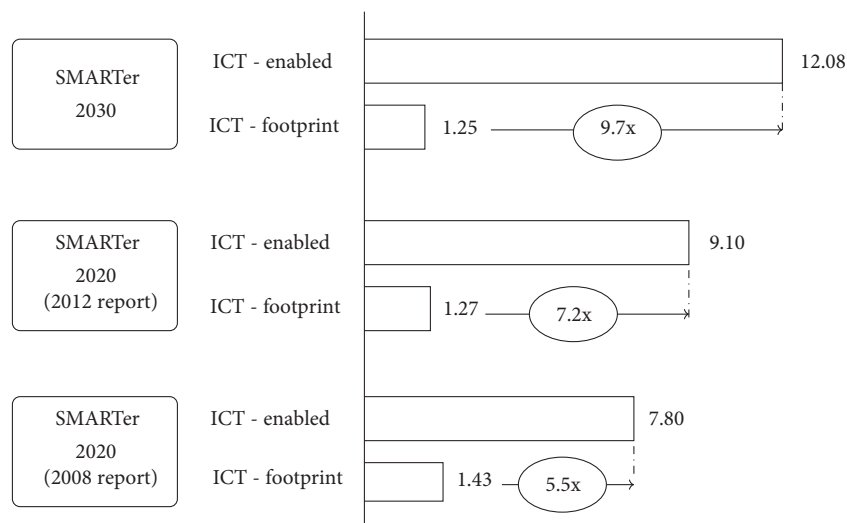 SMARTer
2030
ICT - enabled
12.08
ICT - footprint
1.25
9.7x
SMARTer
2020
(2012 report)
ICT - enabled
9.10
ICT - footprint
1.27
7.2x
SMARTer
2020
(2008 report)
ICT - enabled
7.80
ICT - footprint
1.43
5.5x